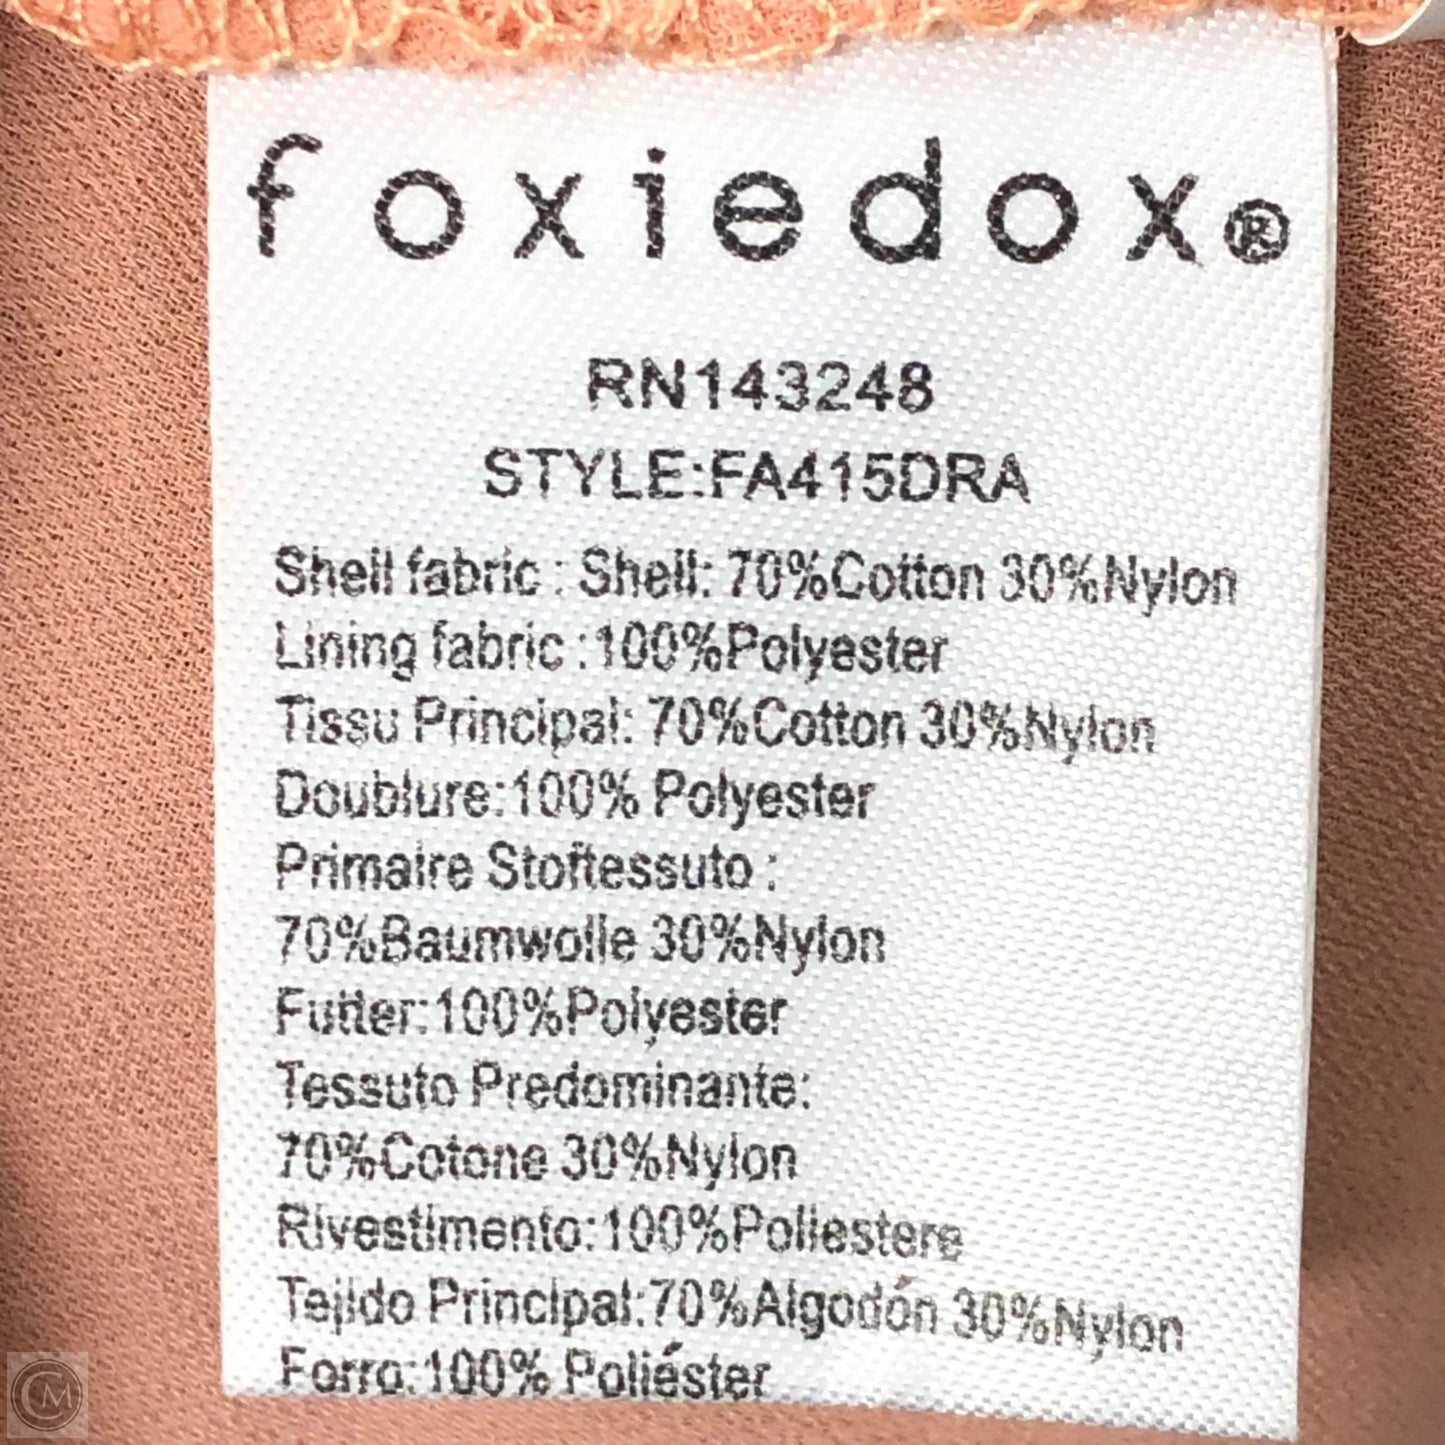 foxiedox®
RN143248
STYLE:FA415DRA
Shell fabric : Shell: 70%Cotton 30%Nylon
Lining fabric :100%Polyester
Tissu Principal: 70%Cotton 30%Nylon
Doublure:100% Polyester
Primaire Stoftessuto :
70%Baumwolle 30%Nylon
Futter:100%Polyester
Tessuto Predominante:
70%Cotone 30%Nylon
Rivestimento:100%Poliestere
Tejido Principal:70%Algodón 30%Nylon
Forro:100% Poliéster
CM